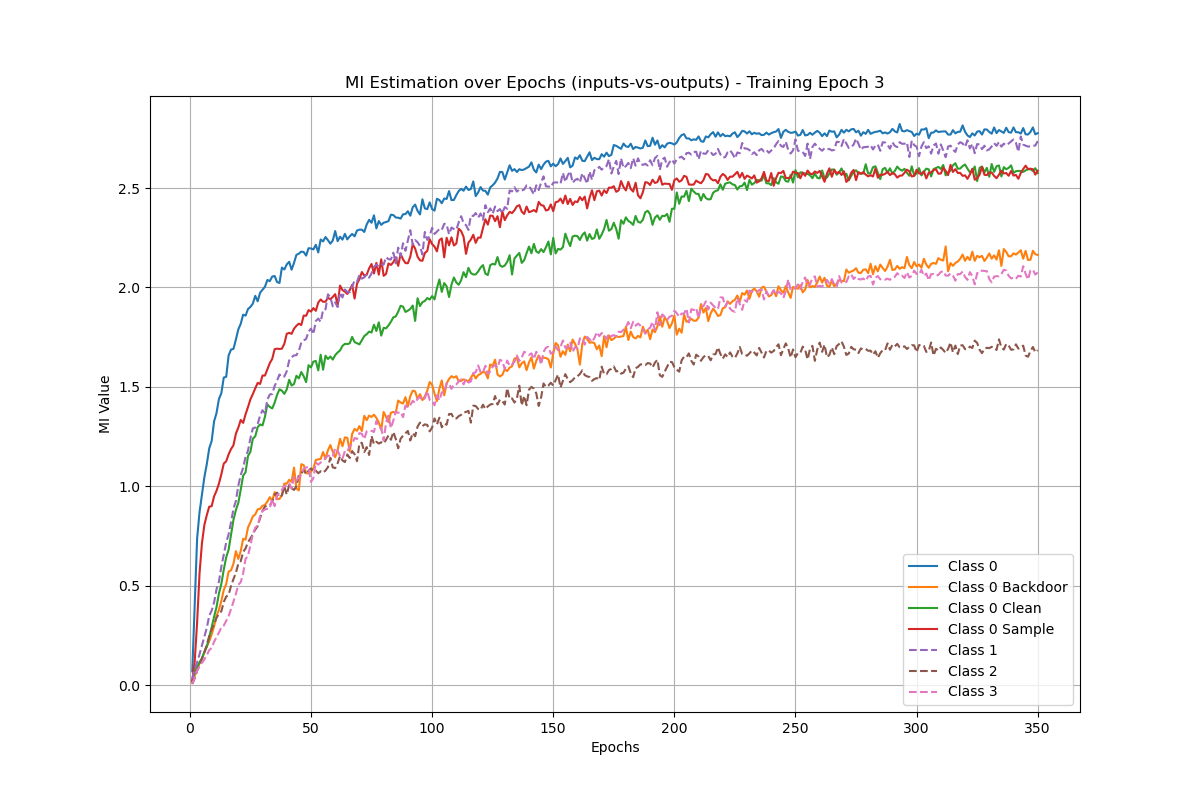 MI Estimation over Epochs (inputs-vs-outputs) - Training Epoch 3
MI Value
2.5
2.0
1.5
1.0
0.5
0.0
0 50 100 150 200 250 300 350
Epochs
Class 0
Class 0 Backdoor
Class 0 Clean
Class 0 Sample
Class 1
Class 2
Class 3